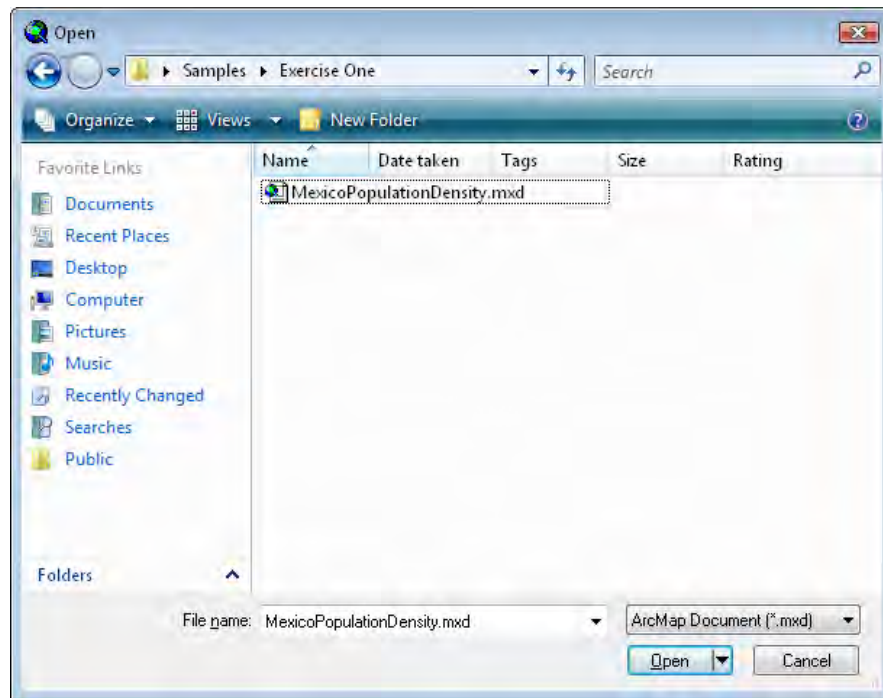 Open
Samples Exercise One Search
Organize Views New Folder
Favorite Links
Name Date taken Tags Size Rating
MexicoPopulationDensity.mxd
Documents
Recent Places
Desktop
Computer
Pictures
Music
Recently Changed
Searches
Public
Folders
File name: MexicoPopulationDensity.mxd ArcMap Document (*.mxd)
Open Cancel